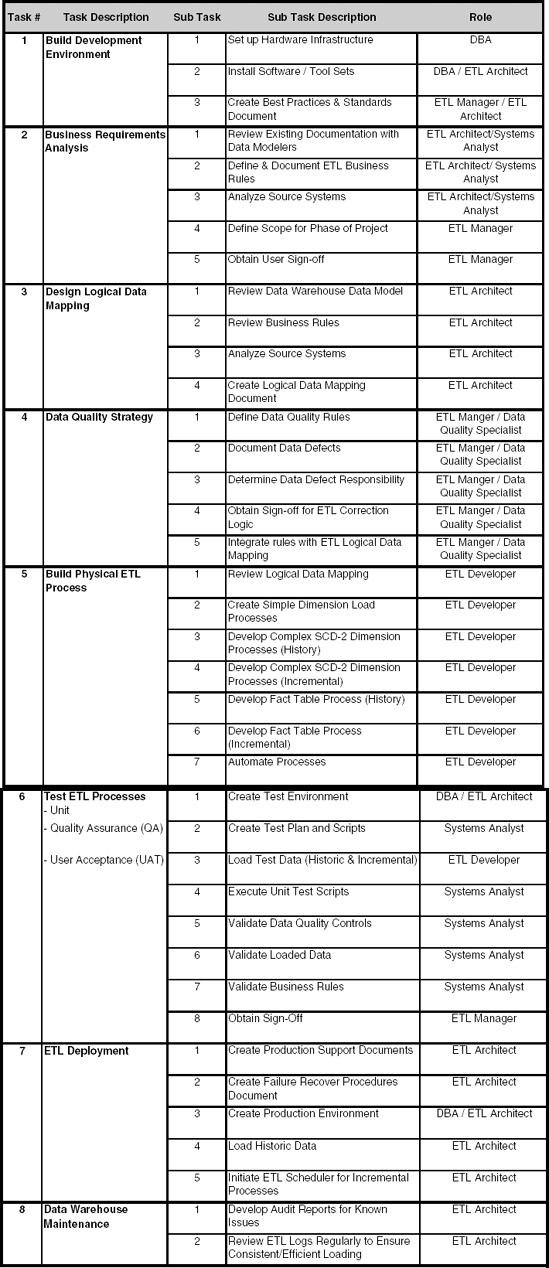 Task # Task Description Sub Task Sub Task Description Role
1 Build Development 1 Set up Hardware Infrastructure DBA
Environment
2 Install Software / Tool Sets DBA / ETL Architect
3 Create Best Practices & Standards ETL Manager / ETL
Document Architect
2 Business Requirements 1 Review Existing Documentation with ETL Architect/Systems
Analysis Data Modelers Analyst
2 Define & Document ETL Business ETL Architect/ Systems
Rules Analyst
3 Analyze Source Systems ETL Architect/Systems
Analyst
4 Define Scope for Phase of Project ETL Manager
5 Obtain User Sign-off ETL Manager
3 Design Logical Data 1 Review Data Warehouse Data Model ETL Architect
Mapping
2 Review Business Rules ETL Architect
3 Analyze Source Systems ETL Architect
4 Create Logical Data Mapping ETL Architect
Document
4 Data Quality Strategy 1 Define Data Quality Rules ETL Manger / Data
Quality Specialist
2 Document Data Defects ETL Manger / Data
Quality Specialist
3 Determine Data Defect Responsibility ETL Manger / Data
Quality Specialist
4 Obtain Sign-off for ETL Correction ETL Manger / Data
Logic Quality Specialist
5 Integrate rules with ETL Logical Data ETL Manger / Data
Mapping Quality Specialist
5 Build Physical ETL 1 Review Logical Data Mapping ETL Developer
Process
2 Create Simple Dimension Load ETL Developer
Processes
3 Develop Complex SCD-2 Dimension ETL Developer
Processes (History)
4 Develop Complex SCD-2 Dimension ETL Developer
Processes (Incremental)
5 Develop Fact Table Process (History) ETL Developer
6 Develop Fact Table Process ETL Developer
(Incremental)
7 Automate Processes ETL Developer
6 Test ETL Processes 1 Create Test Environment DBA / ETL Architect
- Unit
- Quality Assurance (QA) 2 Create Test Plan and Scripts Systems Analyst
- User Acceptance (UAT) 3 Load Test Data (Historic & Incremental) ETL Developer
4 Execute Unit Test Scripts Systems Analyst
5 Validate Data Quality Controls Systems Analyst
6 Validate Loaded Data Systems Analyst
7 Validate Business Rules Systems Analyst
8 Obtain Sign-Off ETL Manager
7 ETL Deployment 1 Create Production Support Documents ETL Architect
2 Create Failure Recover Procedures ETL Architect
Document
3 Create Production Environment DBA / ETL Architect
4 Load Historic Data ETL Architect
5 Initiate ETL Scheduler for Incremental ETL Architect
Processes
8 Data Warehouse 1 Develop Audit Reports for Known ETL Architect
Maintenance Issues
2 Review ETL Logs Regularly to Ensure ETL Architect
Consistent/Efficient Loading